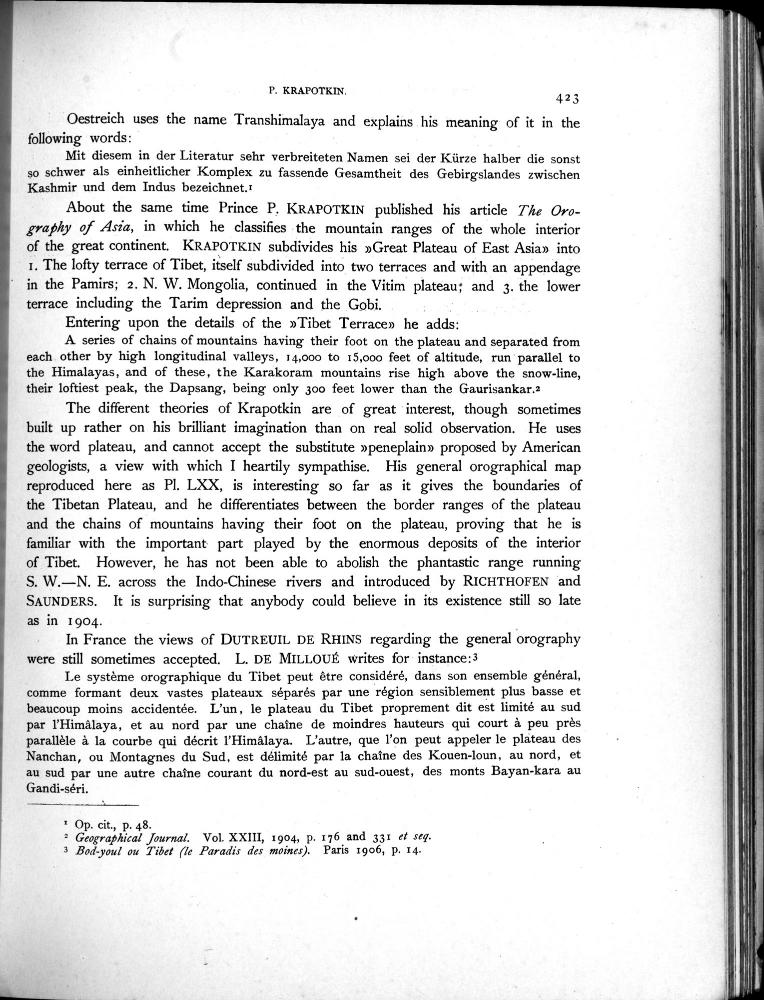 P. KRAPOTKIN.
423
Oestreich uses the name Transhimalaya and explains his meaning of it in the
following words:
Mit diesem in der Literatur sehr verbreiteten Namen sei der Kürze halber die sonst
so schwer als einheitlicher Komplex zu fassende Gesamtheit des Gebirgslandes zwischen
Kashmir und dem Indus bezeichnet.¹
About the same time Prince P. KRAPOTKIN published his article The Oro-
graphy of Asia, in which he classifies the mountain ranges of the whole interior
of the great continent. KRAPOTKIN subdivides his »Great Plateau of East Asia» into
1. The lofty terrace of Tibet, itself subdivided into two terraces and with an appendage
in the Pamirs; 2. N. W. Mongolia, continued in the Vitim plateau; and 3. the lower
terrace including the Tarim depression and the Gobi.
Entering upon the details of the »Tibet Terrace» he adds:
A series of chains of mountains having their foot on the plateau and separated from
each other by high longitudinal valleys, 14,000 to 15,000 feet of altitude, run parallel to
the Himalayas, and of these, the Karakoram mountains rise high above the snow-line,
their loftiest peak, the Dapsang, being only 300 feet lower than the Gaurisankar.²
The different theories of Krapotkin are of great interest, though sometimes
built up rather on his brilliant imagination than on real solid observation. He uses
the word plateau, and cannot accept the substitute »peneplain» proposed by American
geologists, a view with which I heartily sympathise. His general orographical map
reproduced here as Pl. LXX, is interesting so far as it gives the boundaries of
the Tibetan Plateau, and he differentiates between the border ranges of the plateau
and the chains of mountains having their foot on the plateau, proving that he is
familiar with the important part played by the enormous deposits of the interior
of Tibet. However, he has not been able to abolish the phantastic range running
S. W.—N. E. across the Indo-Chinese rivers and introduced by RICHTHOFEN and
SAUNDERS. It is surprising that anybody could believe in its existence still so late
as in 1904.
In France the views of DUTREUIL DE RHINS regarding the general orography
were still sometimes accepted. L. DE MILLOUÉ writes for instance:³
Le système orographique du Tibet peut être considéré, dans son ensemble général,
comme formant deux vastes plateaux séparés par une région sensiblement plus basse et
beaucoup moins accidentée. L'un, le plateau du Tibet proprement dit est limité au sud
par l'Himâlaya, et au nord par une chaîne de moindres hauteurs qui court à peu près
parallèle à la courbe qui décrit l'Himâlaya. L'autre, que l'on peut appeler le plateau des
Nanchan, ou Montagnes du Sud, est délimité par la chaîne des Kouen-loun, au nord, et
au sud par une autre chaîne courant du nord-est au sud-ouest, des monts Bayan-kara au
Gandi-séri.
¹ Op. cit., p. 48.
² Geographical Journal. Vol. XXIII, 1904, p. 176 and 331 et seq.
³ Bod-youl ou Tibet (le Paradis des moines). Paris 1906, p. 14.